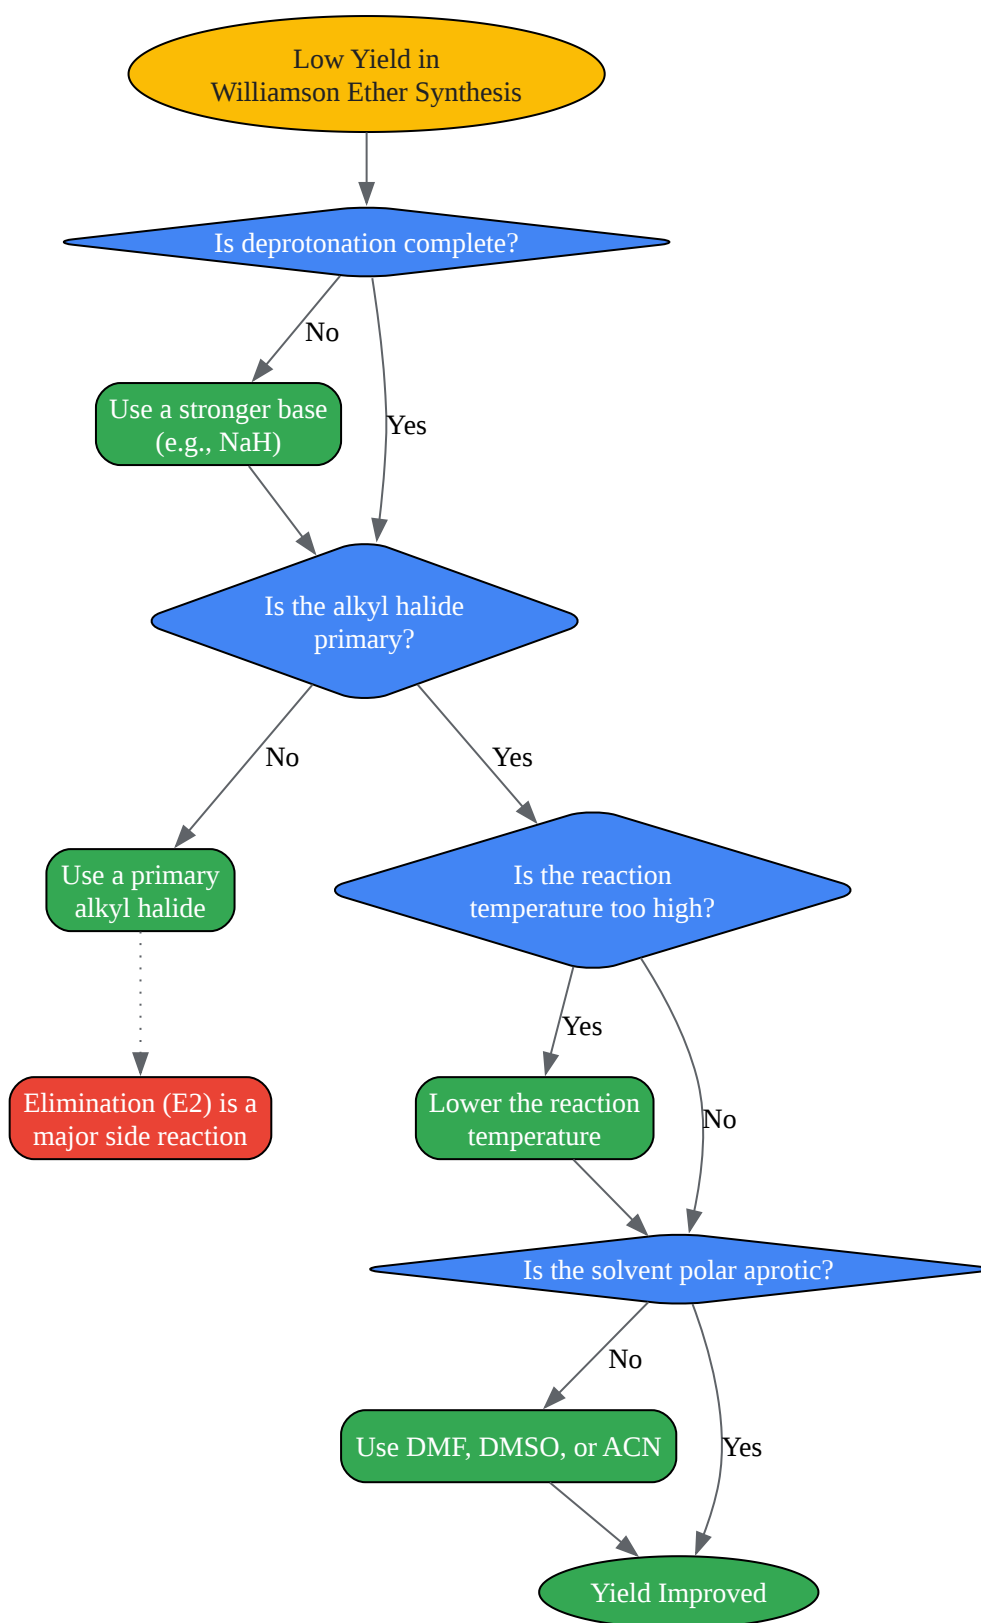 Low Yield in
Williamson Ether Synthesis
Is deprotonation complete?
No
Use a stronger base
(e.g., NaH)
Yes
Is the alkyl halide
primary?
No
Yes
Use a primary
alkyl halide
Is the reaction
temperature too high?
Yes
Elimination (E2) is a
major side reaction
Lower the reaction
temperature
No
Is the solvent polar aprotic?
No
Use DMF, DMSO, or ACN
Yes
Yield Improved